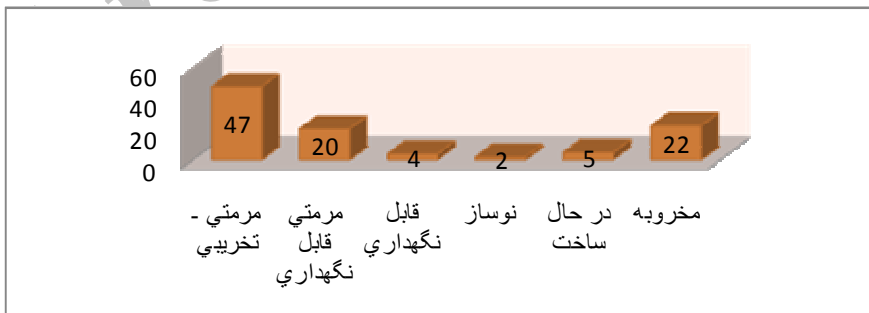 60
40
20
0
47
20
4
2
5
22
مرمتي -
تخريبي
مرمتي
قابل
نگهداري
قابل
نگهداري
نوساز
در حال
ساخت
مخروبه